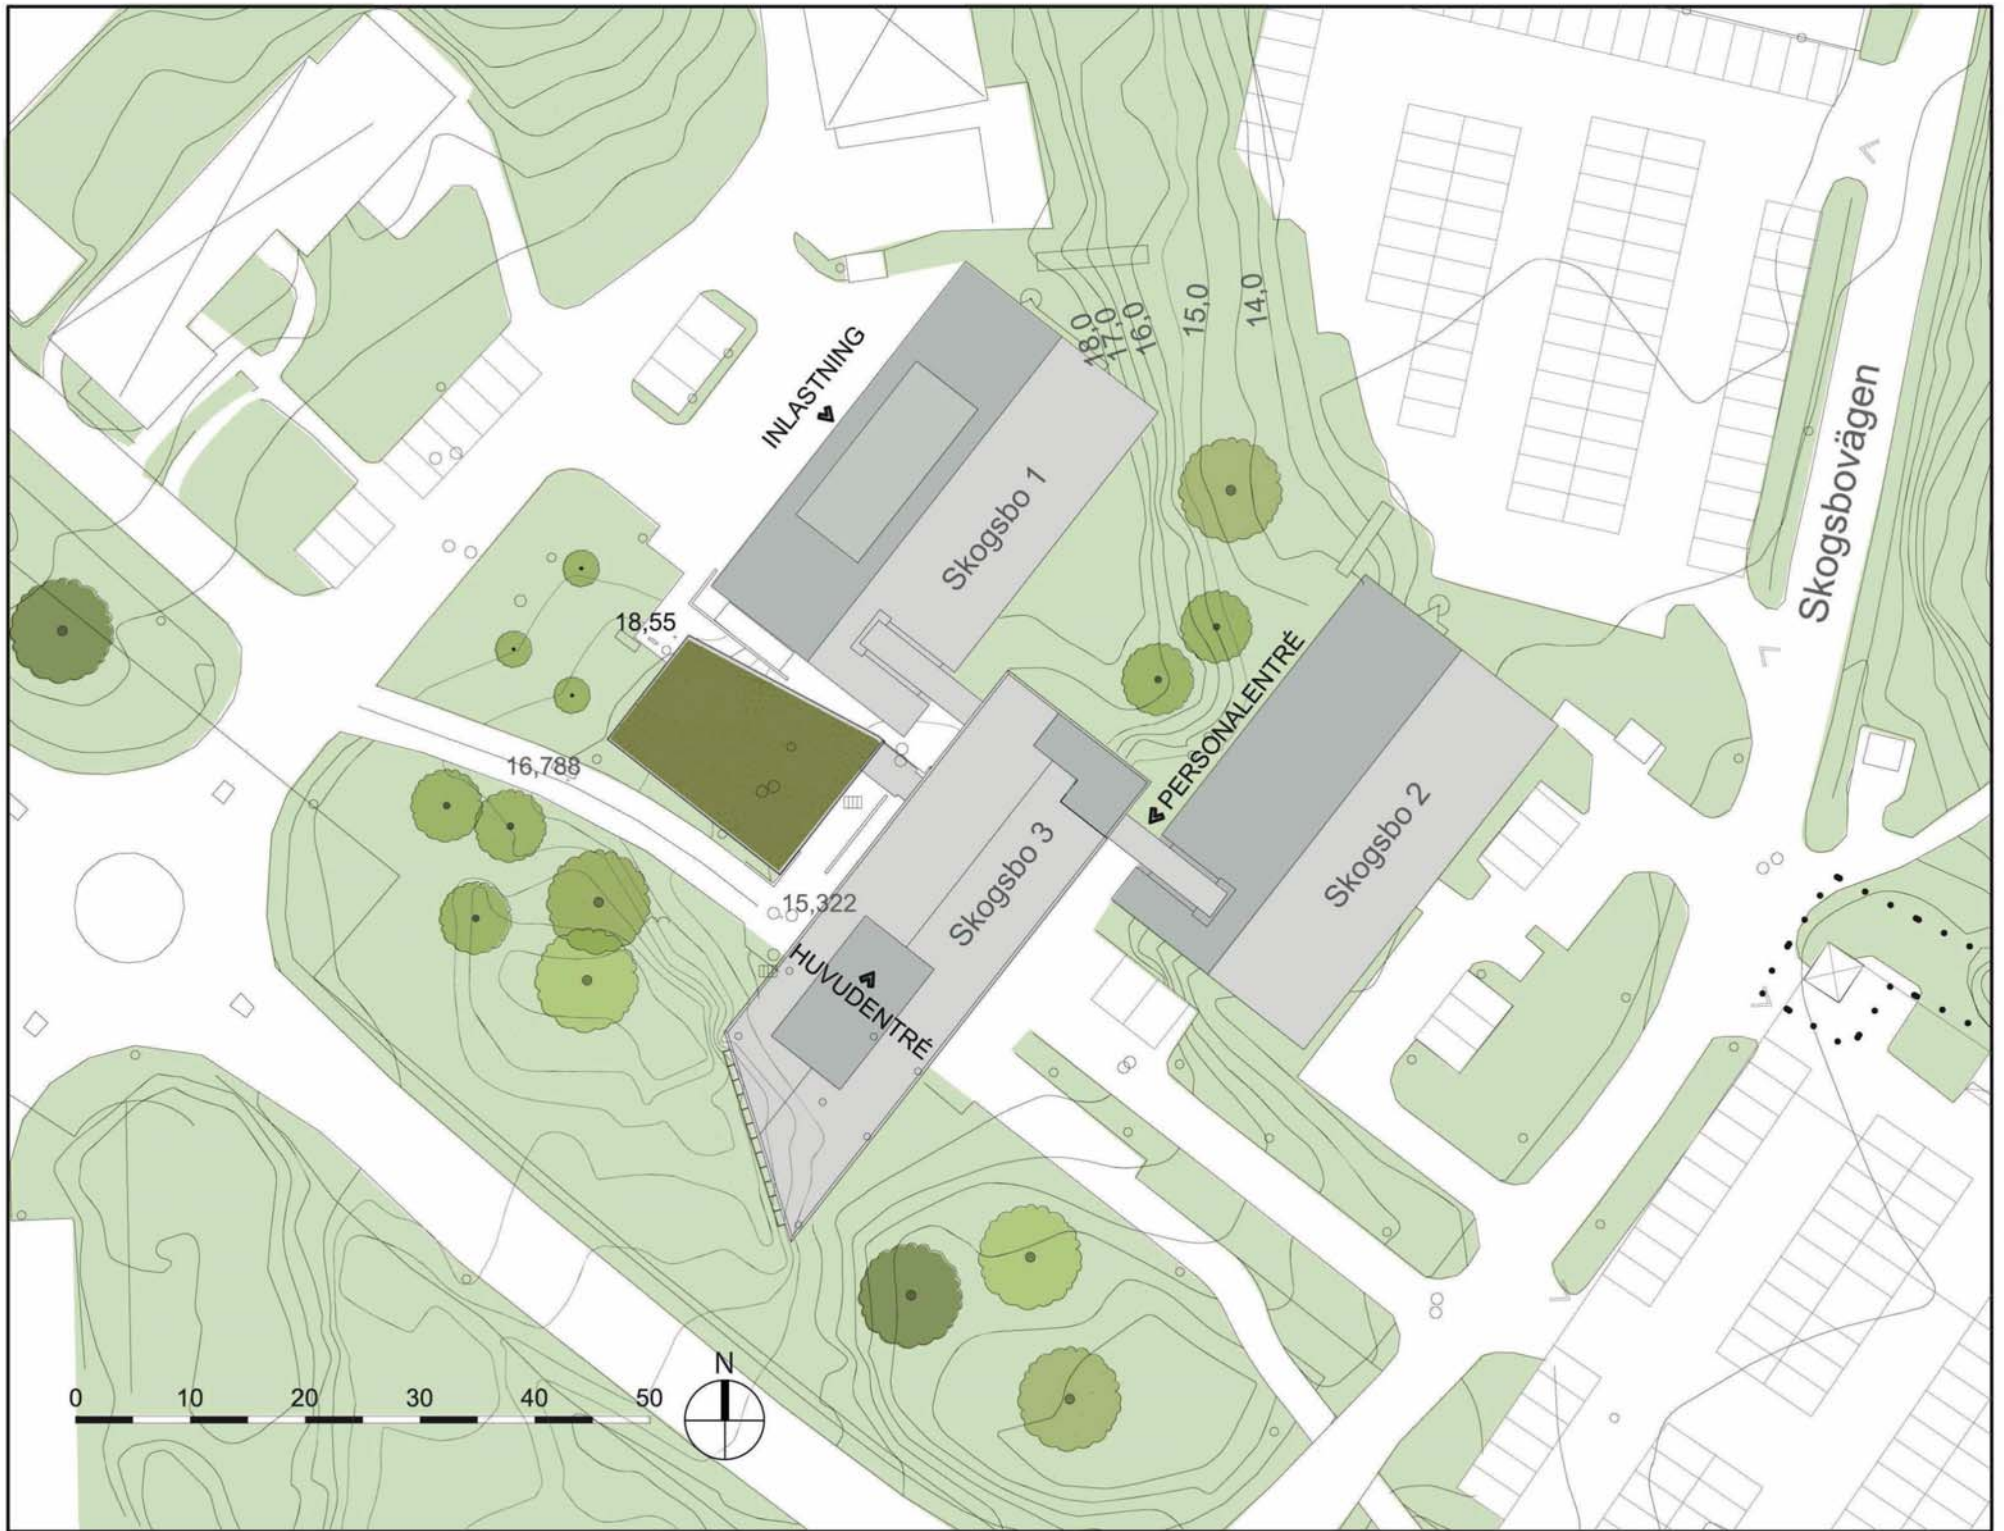 18,0
17,0
16,0
15,0
14,0
INLASTNING
Skogsbovägen
Skogsbo 1
18,55
PERSONALENTRÉ
16,788
Skogsbo 2
Skogsbo 3
15,322
HUVUDENTRÉ
N
0 10 20 30 40 50